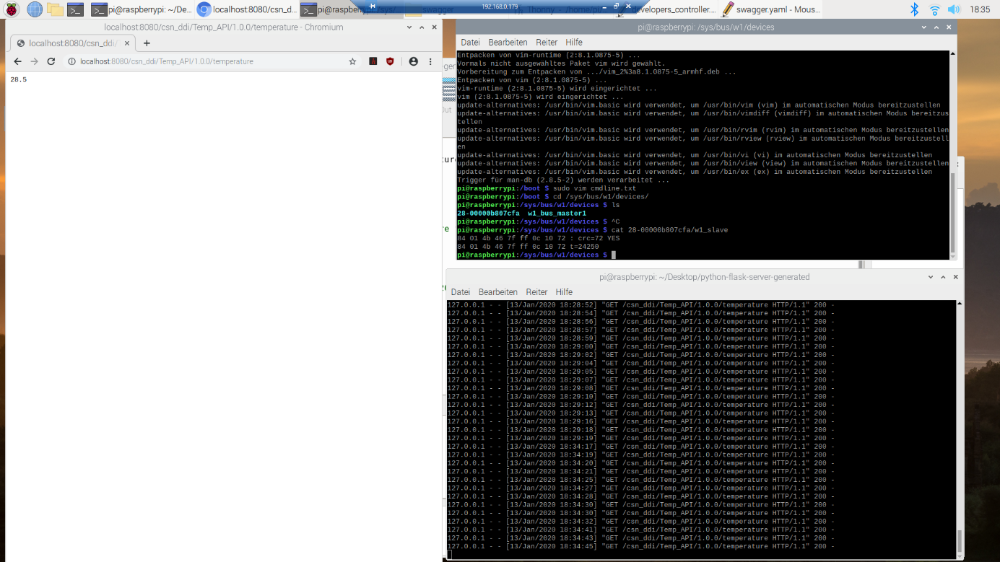 pi@raspberrypi: ~/De...
localhost:8080/csn_d...
pi@raspberrypi: /sys/
swagger
192.168.0.179
Thonny - /home/pi/
developers_controller....
swagger.yaml - Mous...
18:35
localhost:8080/csn_ddi/Temp_API/1.0.0/temperature - Chromium
localhost:8080/csn_ddi/
localhost:8080/csn_ddi/Temp_API/1.0.0/temperature
28.5
pi@raspberrypi: /sys/bus/w1/devices
Datei Bearbeiten Reiter Hilfe
Entpacken von vim-runtime (2:8.1.0875-5) ...
Vormals nicht ausgewähltes Paket vim wird gewählt.
Vorbereitung zum Entpacken von .../vim_2%3a8.1.0875-5_armhf.deb ...
Entpacken von vim (2:8.1.0875-5) ...
vim-runtime (2:8.1.0875-5) wird eingerichtet ...
vim (2:8.1.0875-5) wird eingerichtet ...
update-alternatives: /usr/bin/vim.basic wird verwendet, um /usr/bin/vim (vim) im automatischen Modus bereitzustellen
update-alternatives: /usr/bin/vim.basic wird verwendet, um /usr/bin/vimdiff (vimdiff) im automatischen Modus bereitzus
tellen
update-alternatives: /usr/bin/vim.basic wird verwendet, um /usr/bin/rvim (rvim) im automatischen Modus bereitzustellen
update-alternatives: /usr/bin/vim.basic wird verwendet, um /usr/bin/rview (rview) im automatischen Modus bereitzustell
en
update-alternatives: /usr/bin/vim.basic wird verwendet, um /usr/bin/vi (vi) im automatischen Modus bereitzustellen
update-alternatives: /usr/bin/vim.basic wird verwendet, um /usr/bin/view (view) im automatischen Modus bereitzustellen
update-alternatives: /usr/bin/vim.basic wird verwendet, um /usr/bin/ex (ex) im automatischen Modus bereitzustellen
Trigger für man-db (2.8.5-2) werden verarbeitet ...
pi@raspberrypi:/boot $ sudo vim cmdline.txt
pi@raspberrypi:/boot $ cd /sys/bus/w1/devices/
pi@raspberrypi:/sys/bus/w1/devices $ ls
28-00000b807cfa w1_bus_master1
pi@raspberrypi:/sys/bus/w1/devices $ ^C
pi@raspberrypi:/sys/bus/w1/devices $ cat 28-00000b807cfa/w1_slave
84 01 4b 46 7f ff 0c 10 72 : crc=72 YES
84 01 4b 46 7f ff 0c 10 72 t=24250
pi@raspberrypi:/sys/bus/w1/devices $
pi@raspberrypi: ~/Desktop/python-flask-server-generated
Datei Bearbeiten Reiter Hilfe
127.0.0.1 - - [13/Jan/2020 18:28:52] "GET /csn_ddi/Temp_API/1.0.0/temperature HTTP/1.1" 200 -
127.0.0.1 - - [13/Jan/2020 18:28:54] "GET /csn_ddi/Temp_API/1.0.0/temperature HTTP/1.1" 200 -
127.0.0.1 - - [13/Jan/2020 18:28:56] "GET /csn_ddi/Temp_API/1.0.0/temperature HTTP/1.1" 200 -
127.0.0.1 - - [13/Jan/2020 18:28:57] "GET /csn_ddi/Temp_API/1.0.0/temperature HTTP/1.1" 200 -
127.0.0.1 - - [13/Jan/2020 18:28:59] "GET /csn_ddi/Temp_API/1.0.0/temperature HTTP/1.1" 200 -
127.0.0.1 - - [13/Jan/2020 18:29:00] "GET /csn_ddi/Temp_API/1.0.0/temperature HTTP/1.1" 200 -
127.0.0.1 - - [13/Jan/2020 18:29:02] "GET /csn_ddi/Temp_API/1.0.0/temperature HTTP/1.1" 200 -
127.0.0.1 - - [13/Jan/2020 18:29:04] "GET /csn_ddi/Temp_API/1.0.0/temperature HTTP/1.1" 200 -
127.0.0.1 - - [13/Jan/2020 18:29:05] "GET /csn_ddi/Temp_API/1.0.0/temperature HTTP/1.1" 200 -
127.0.0.1 - - [13/Jan/2020 18:29:07] "GET /csn_ddi/Temp_API/1.0.0/temperature HTTP/1.1" 200 -
127.0.0.1 - - [13/Jan/2020 18:29:08] "GET /csn_ddi/Temp_API/1.0.0/temperature HTTP/1.1" 200 -
127.0.0.1 - - [13/Jan/2020 18:29:10] "GET /csn_ddi/Temp_API/1.0.0/temperature HTTP/1.1" 200 -
127.0.0.1 - - [13/Jan/2020 18:29:12] "GET /csn_ddi/Temp_API/1.0.0/temperature HTTP/1.1" 200 -
127.0.0.1 - - [13/Jan/2020 18:29:13] "GET /csn_ddi/Temp_API/1.0.0/temperature HTTP/1.1" 200 -
127.0.0.1 - - [13/Jan/2020 18:29:16] "GET /csn_ddi/Temp_API/1.0.0/temperature HTTP/1.1" 200 -
127.0.0.1 - - [13/Jan/2020 18:29:18] "GET /csn_ddi/Temp_API/1.0.0/temperature HTTP/1.1" 200 -
127.0.0.1 - - [13/Jan/2020 18:29:19] "GET /csn_ddi/Temp_API/1.0.0/temperature HTTP/1.1" 200 -
127.0.0.1 - - [13/Jan/2020 18:34:17] "GET /csn_ddi/Temp_API/1.0.0/temperature HTTP/1.1" 200 -
127.0.0.1 - - [13/Jan/2020 18:34:19] "GET /csn_ddi/Temp_API/1.0.0/temperature HTTP/1.1" 200 -
127.0.0.1 - - [13/Jan/2020 18:34:20] "GET /csn_ddi/Temp_API/1.0.0/temperature HTTP/1.1" 200 -
127.0.0.1 - - [13/Jan/2020 18:34:21] "GET /csn_ddi/Temp_API/1.0.0/temperature HTTP/1.1" 200 -
127.0.0.1 - - [13/Jan/2020 18:34:25] "GET /csn_ddi/Temp_API/1.0.0/temperature HTTP/1.1" 200 -
127.0.0.1 - - [13/Jan/2020 18:34:27] "GET /csn_ddi/Temp_API/1.0.0/temperature HTTP/1.1" 200 -
127.0.0.1 - - [13/Jan/2020 18:34:28] "GET /csn_ddi/Temp_API/1.0.0/temperature HTTP/1.1" 200 -
127.0.0.1 - - [13/Jan/2020 18:34:30] "GET /csn_ddi/Temp_API/1.0.0/temperature HTTP/1.1" 200 -
127.0.0.1 - - [13/Jan/2020 18:34:30] "GET /csn_ddi/Temp_API/1.0.0/temperature HTTP/1.1" 200 -
127.0.0.1 - - [13/Jan/2020 18:34:32] "GET /csn_ddi/Temp_API/1.0.0/temperature HTTP/1.1" 200 -
127.0.0.1 - - [13/Jan/2020 18:34:41] "GET /csn_ddi/Temp_API/1.0.0/temperature HTTP/1.1" 200 -
127.0.0.1 - - [13/Jan/2020 18:34:43] "GET /csn_ddi/Temp_API/1.0.0/temperature HTTP/1.1" 200 -
127.0.0.1 - - [13/Jan/2020 18:34:45] "GET /csn_ddi/Temp_API/1.0.0/temperature HTTP/1.1" 200 -